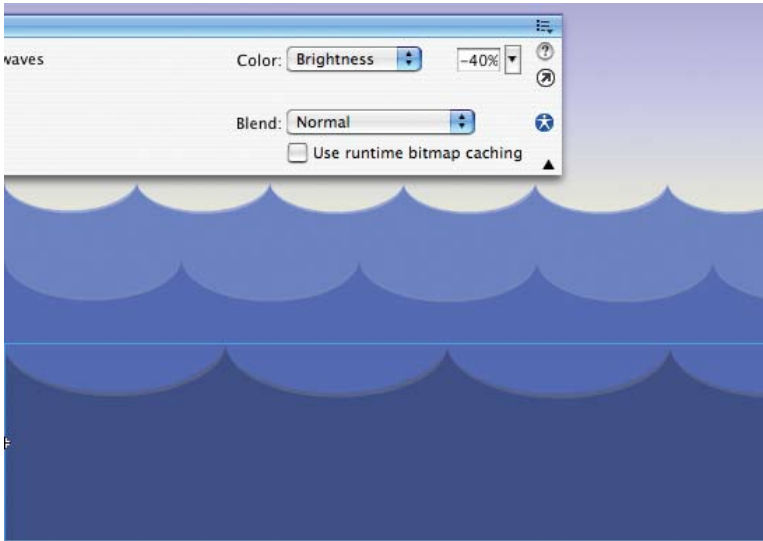 waves Color: Brightness -40%
Blend: Normal
Use runtime bitmap caching